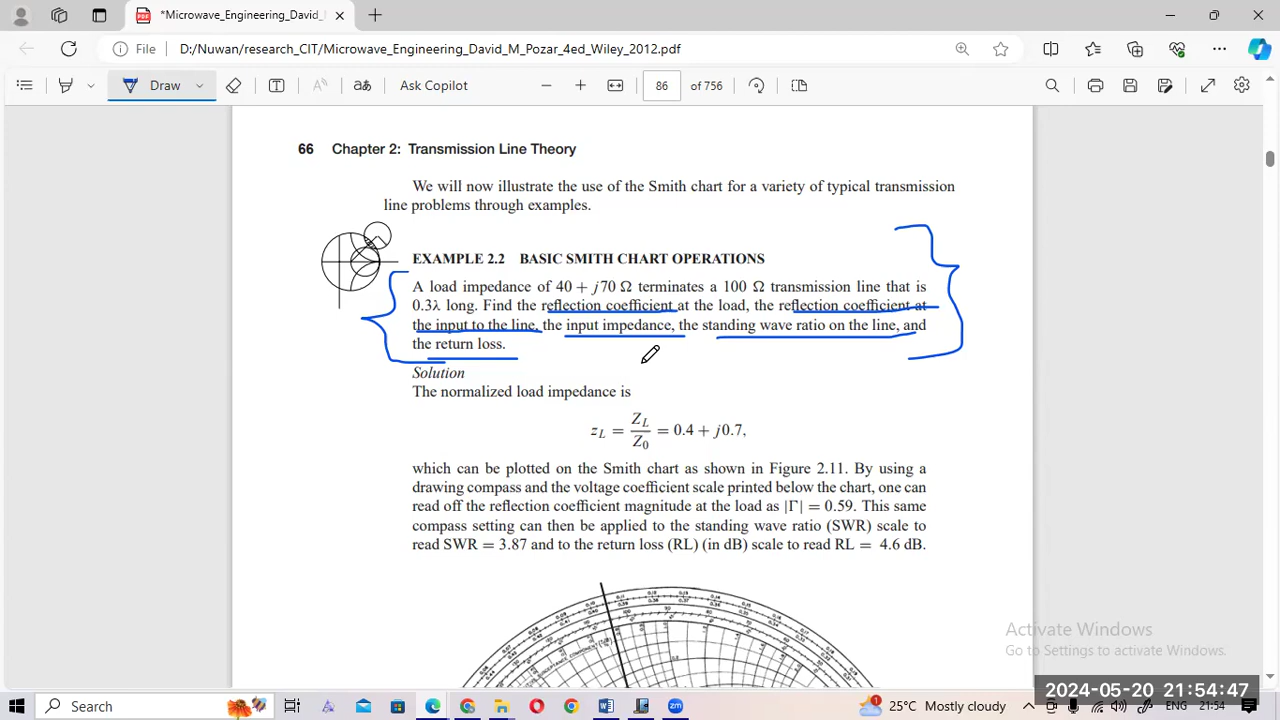 *Microwave_Engineering_David_
File
D:/Nuwan/research_CIT/Microwave_Engineering_David_M_Pozar_4ed_Wiley_2012.pdf
Draw
aあ
Ask Copilot
86 of 756
66 Chapter 2: Transmission Line Theory
We will now illustrate the use of the Smith chart for a variety of typical transmission
line problems through examples.
EXAMPLE 2.2 BASIC SMITH CHART OPERATIONS
A load impedance of 40 + j70 Ω terminates a 100 Ω transmission line that is
0.3λ long. Find the reflection coefficient at the load, the reflection coefficient at
the input to the line, the input impedance, the standing wave ratio on the line, and
the return loss.
Solution
The normalized load impedance is
zL = ZL/Z0 = 0.4 + j0.7,
which can be plotted on the Smith chart as shown in Figure 2.11. By using a
drawing compass and the voltage coefficient scale printed below the chart, one can
read off the reflection coefficient magnitude at the load as |Γ| = 0.59. This same
compass setting can then be applied to the standing wave ratio (SWR) scale to
read SWR = 3.87 and to the return loss (RL) (in dB) scale to read RL = 4.6 dB.
Activate Windows
Go to Settings to activate Windows.
2024-05-20 21:54:47
Search
25°C Mostly cloudy
ENG
21:54